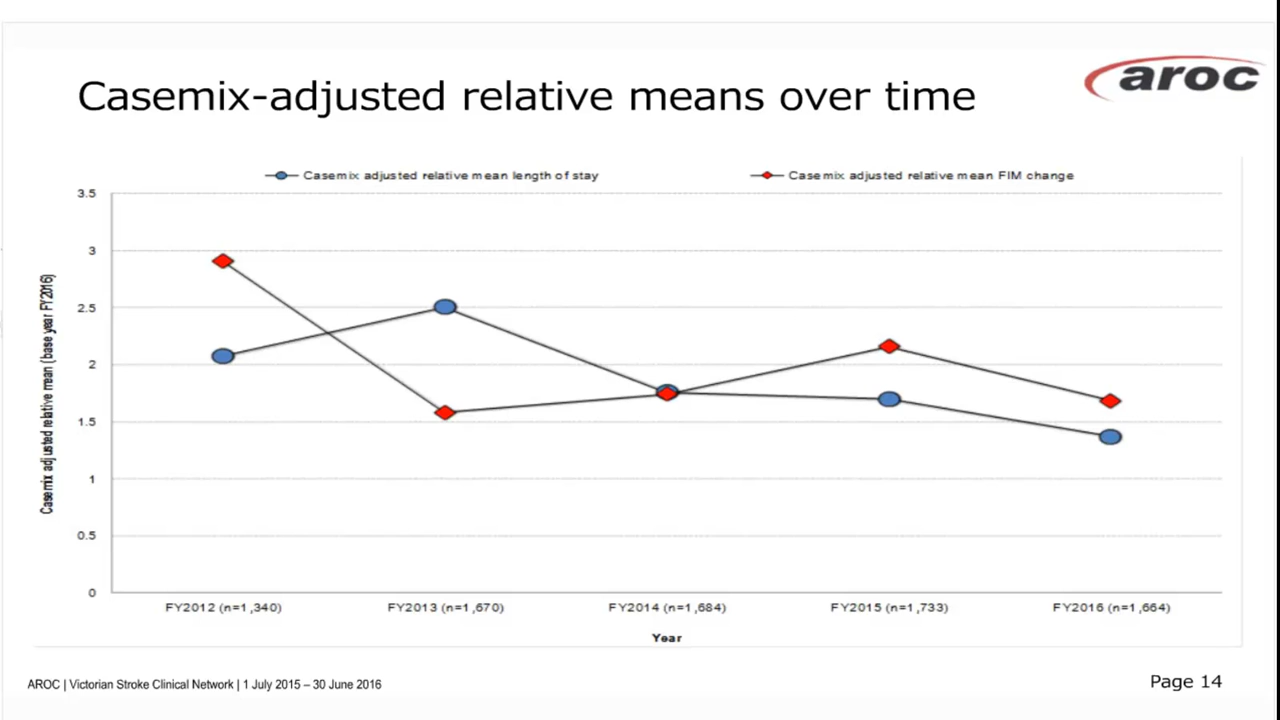 Casemix-adjusted relative means over time
aroc
Casemix adjusted relative mean length of stay
Casemix adjusted relative mean FIM change
3.5
3
2.5
2
1.5
1
0.5
0
Casemix adjusted relative mean (base year FY2016)
FY2012 (n=1,340)
FY2013 (n=1,670)
FY2014 (n=1,684)
FY2015 (n=1,733)
FY2016 (n=1,664)
Year
AROC | Victorian Stroke Clinical Network | 1 July 2015 – 30 June 2016
Page 14